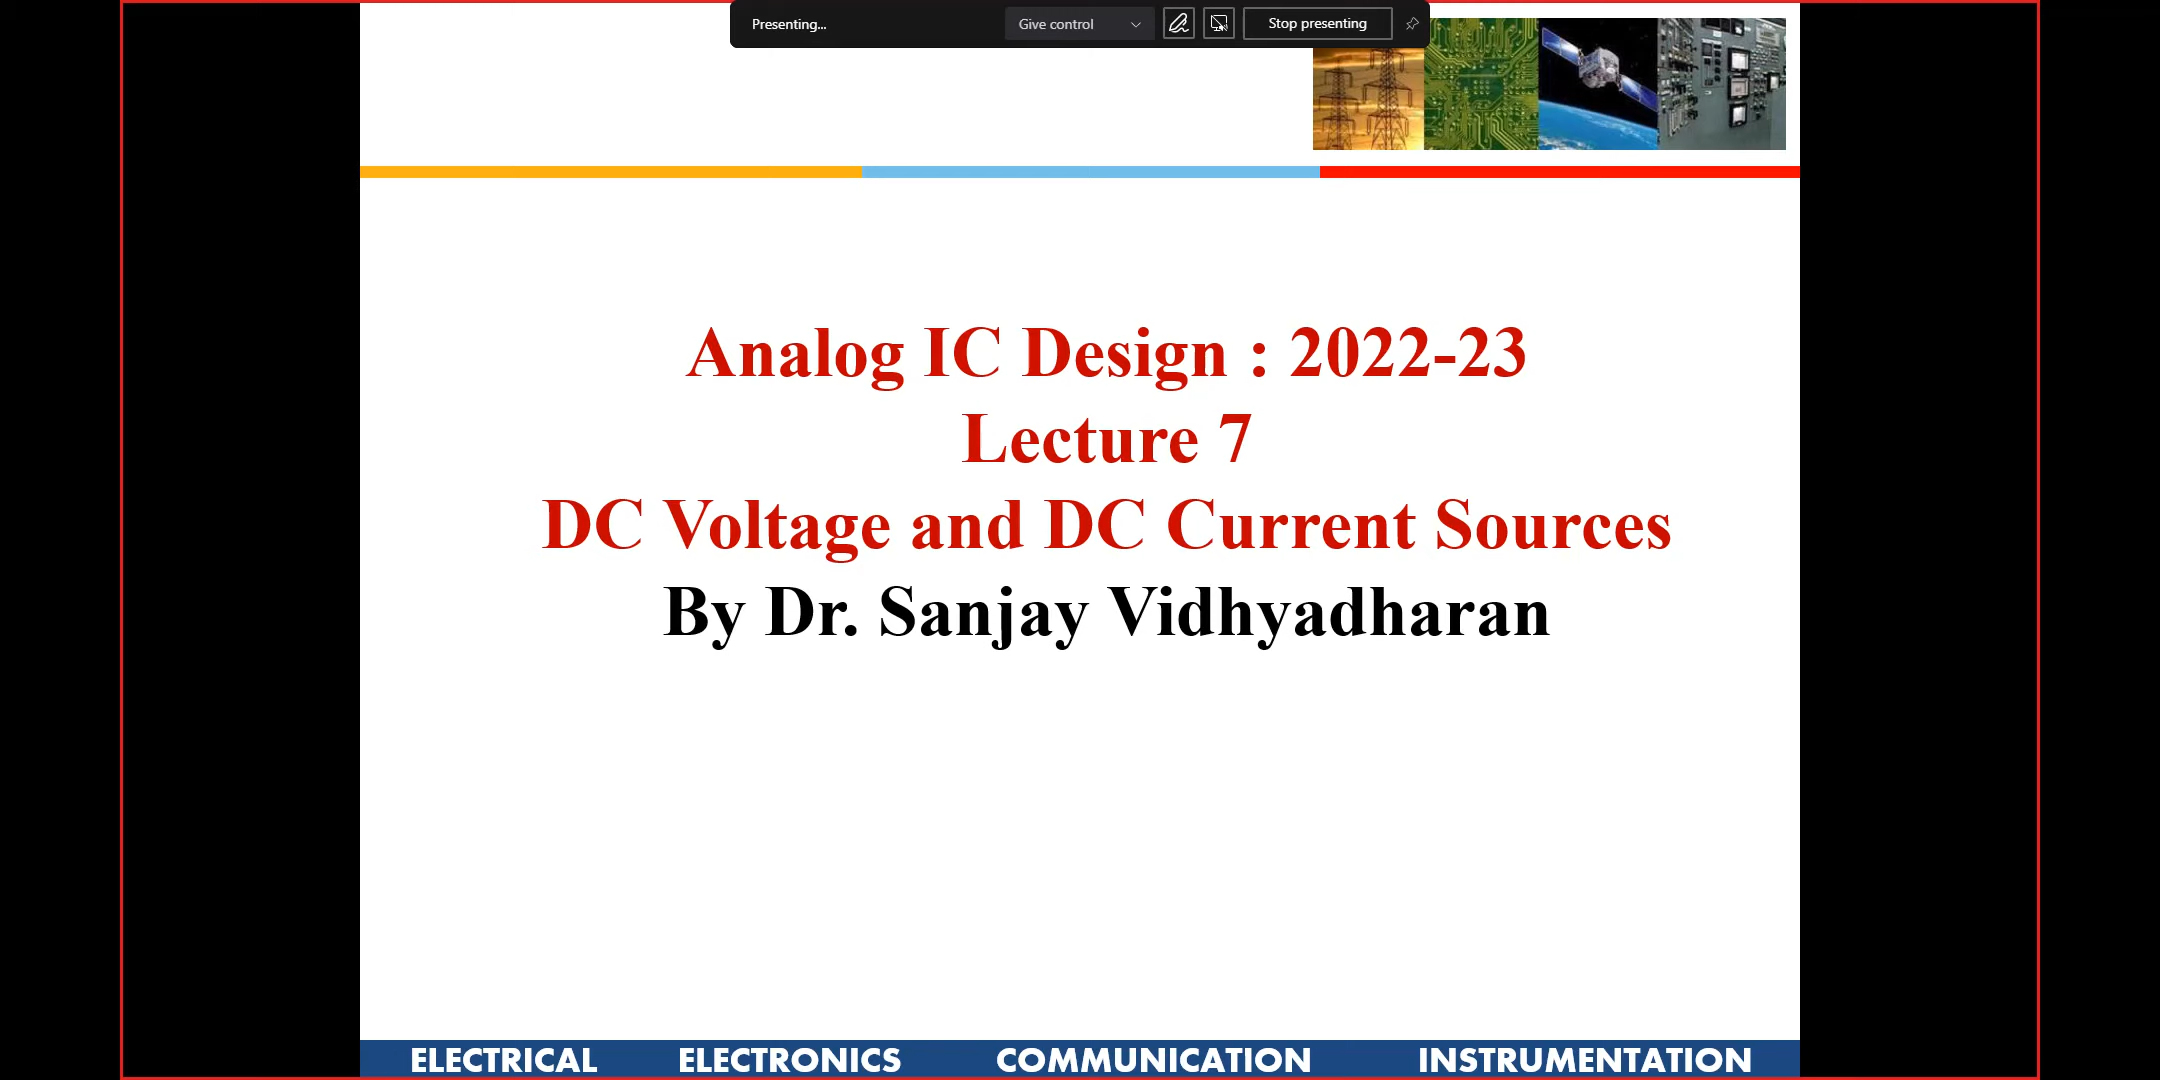 Presenting...
Give control
Stop presenting
Analog IC Design : 2022-23
Lecture 7
DC Voltage and DC Current Sources
By Dr. Sanjay Vidhyadharan
ELECTRICAL ELECTRONICS COMMUNICATION INSTRUMENTATION